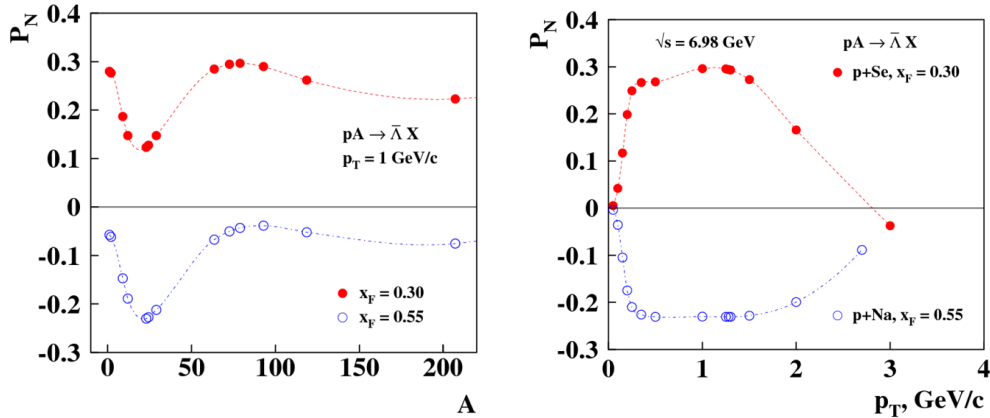 P_N
0.4
0.3
0.2
0.1
0
-0.1
-0.2
-0.3
pA → Λ̄ X
p_T = 1 GeV/c
x_F = 0.30
x_F = 0.55
0 50 100 150 200
A
P_N
0.4
0.3
0.2
0.1
0
-0.1
-0.2
-0.3
√s = 6.98 GeV
pA → Λ̄ X
p+Se, x_F = 0.30
p+Na, x_F = 0.55
0 1 2 3 4
p_T, GeV/c